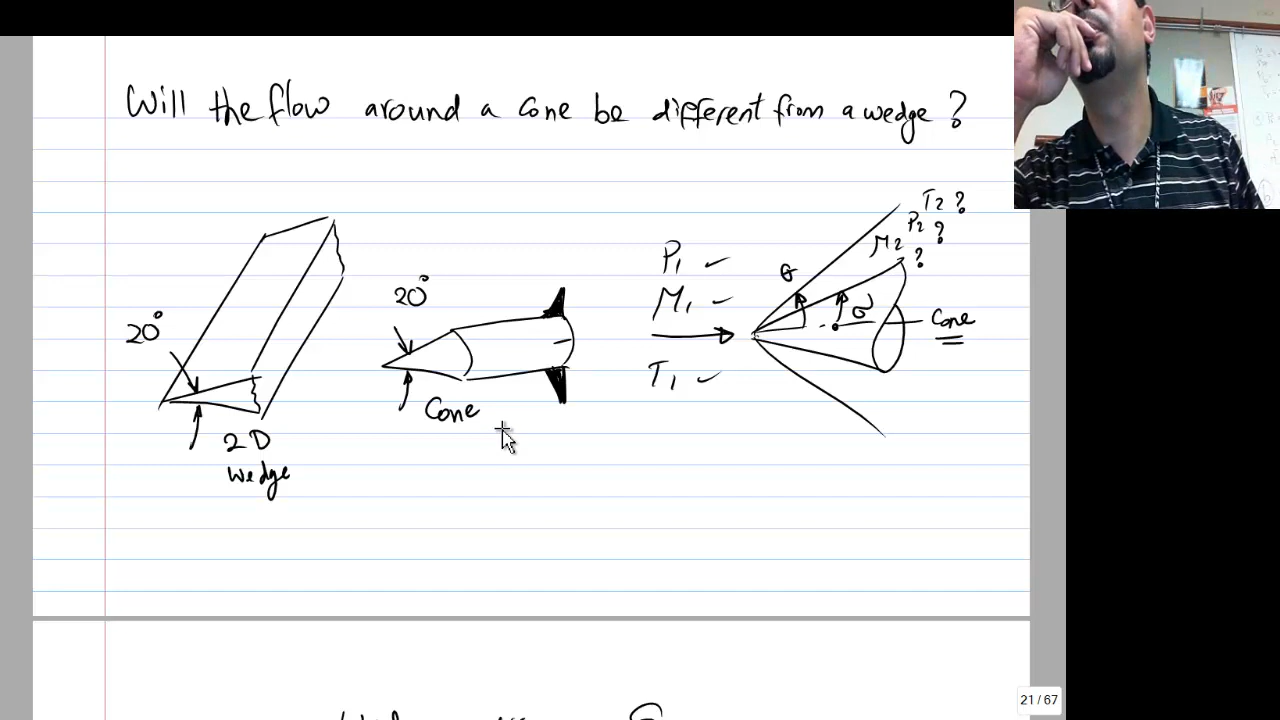 Will the flow around a cone be different from a wedge ?
20°
2D
wedge
20°
Cone
P1
M1
T1
θ
T2 ?
P2 ?
M2 ?
Cone
21 / 67